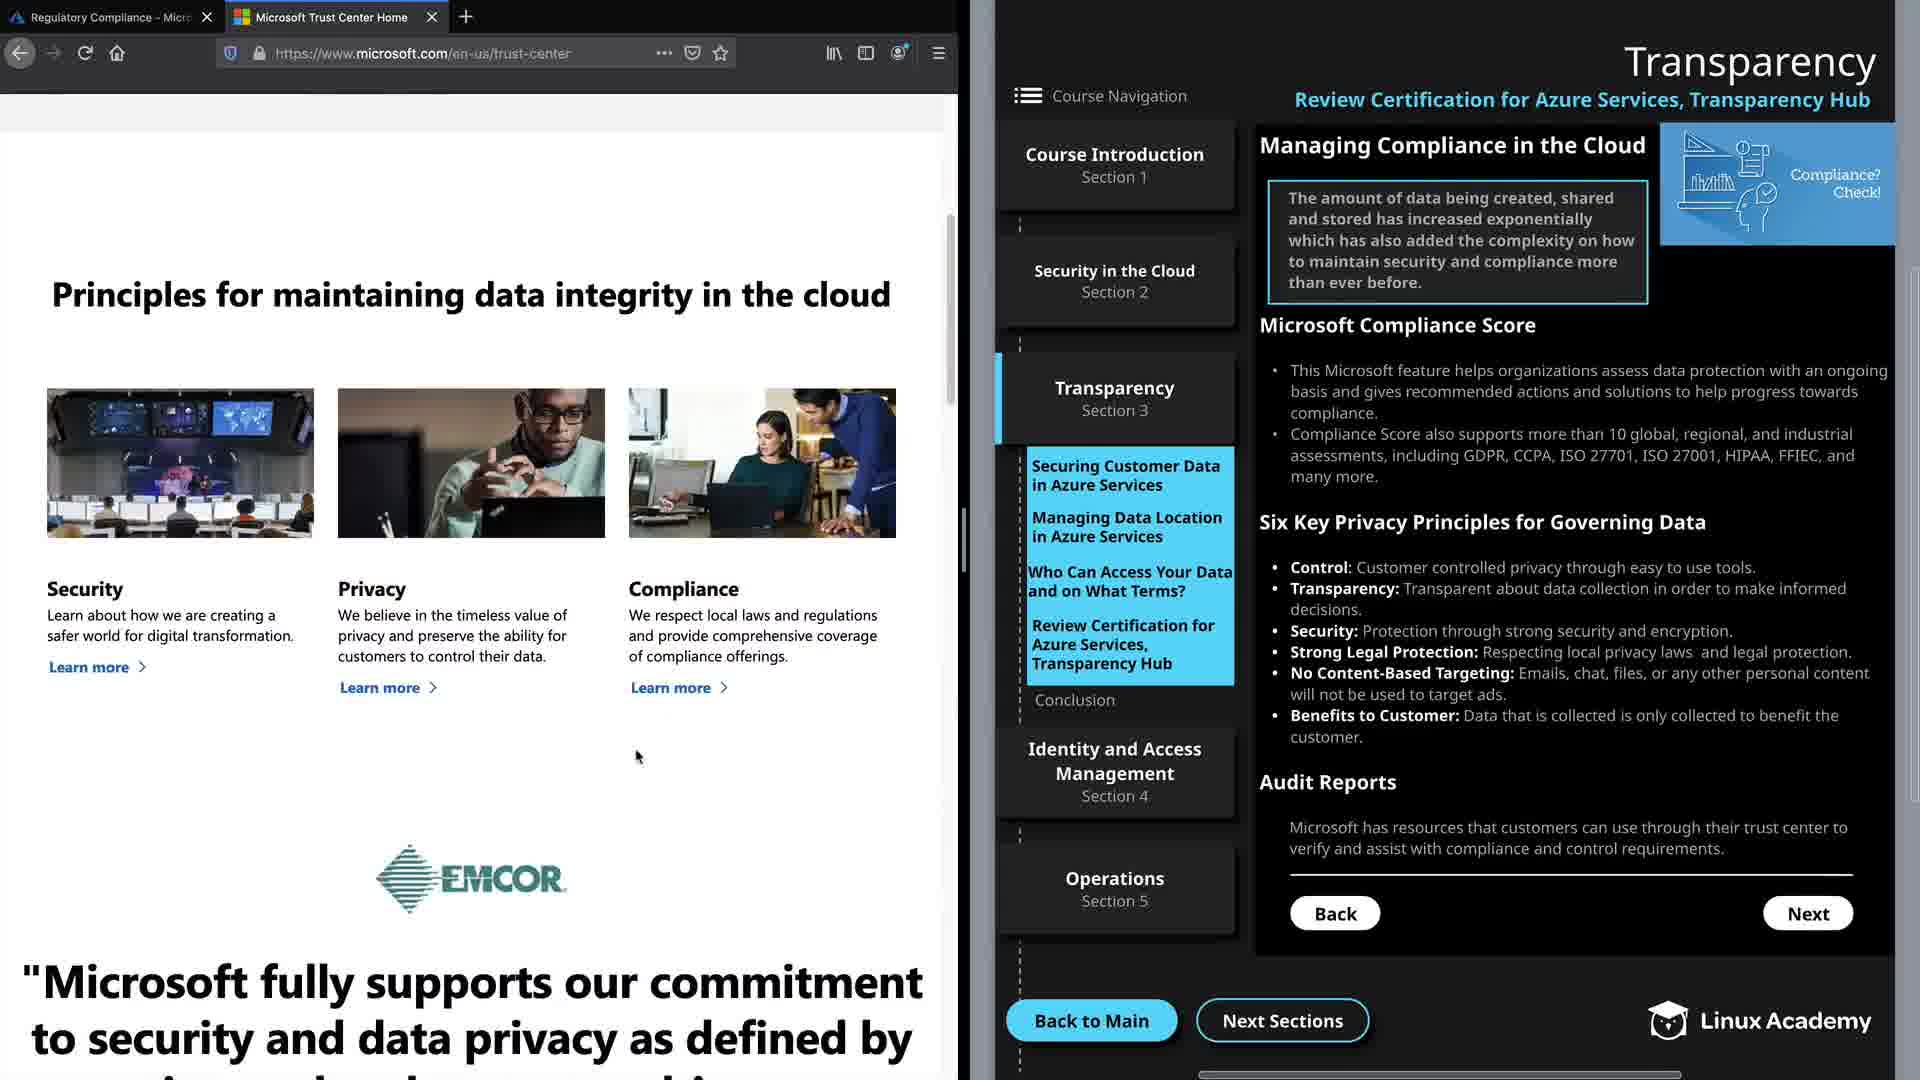 Regulatory Compliance - Micro
Microsoft Trust Center Home
https://www.microsoft.com/en-us/trust-center
Principles for maintaining data integrity in the cloud
Security
Learn about how we are creating a
safer world for digital transformation.
Learn more
Privacy
We believe in the timeless value of
privacy and preserve the ability for
customers to control their data.
Learn more
Compliance
We respect local laws and regulations
and provide comprehensive coverage
of compliance offerings.
Learn more
EMCOR
"Microsoft fully supports our commitment
to security and data privacy as defined by
Transparency
Review Certification for Azure Services, Transparency Hub
Course Navigation
Course Introduction
Section 1
Security in the Cloud
Section 2
Transparency
Section 3
Securing Customer Data
in Azure Services
Managing Data Location
in Azure Services
Who Can Access Your Data
and on What Terms?
Review Certification for
Azure Services,
Transparency Hub
Conclusion
Identity and Access
Management
Section 4
Operations
Section 5
Managing Compliance in the Cloud
Compliance?
Check!
The amount of data being created, shared
and stored has increased exponentially
which has also added the complexity on how
to maintain security and compliance more
than ever before.
Microsoft Compliance Score
• This Microsoft feature helps organizations assess data protection with an ongoing
basis and gives recommended actions and solutions to help progress towards
compliance.
• Compliance Score also supports more than 10 global, regional, and industrial
assessments, including GDPR, CCPA, ISO 27701, ISO 27001, HIPAA, FFIEC, and
many more.
Six Key Privacy Principles for Governing Data
• Control: Customer controlled privacy through easy to use tools.
• Transparency: Transparent about data collection in order to make informed
decisions.
• Security: Protection through strong security and encryption.
• Strong Legal Protection: Respecting local privacy laws and legal protection.
• No Content-Based Targeting: Emails, chat, files, or any other personal content
will not be used to target ads.
• Benefits to Customer: Data that is collected is only collected to benefit the
customer.
Audit Reports
Microsoft has resources that customers can use through their trust center to
verify and assist with compliance and control requirements.
Back
Next
Back to Main
Next Sections
Linux Academy